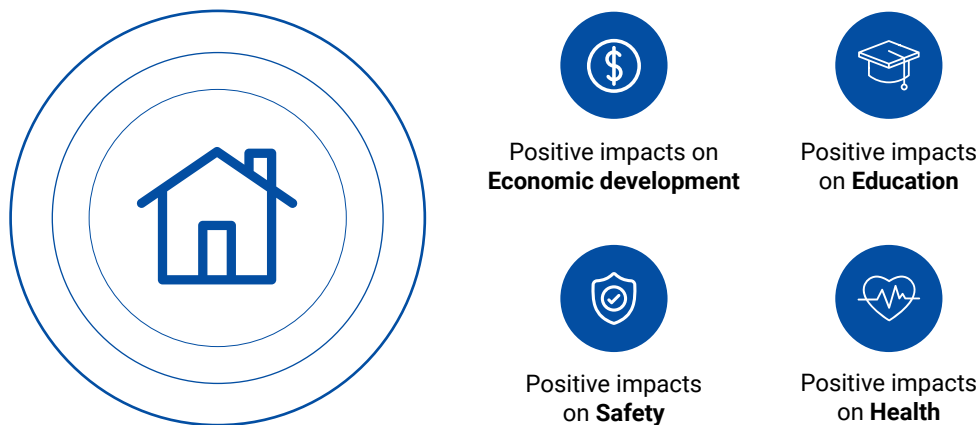 Positive impacts on
Economic development
Positive impacts
on Education
Positive impacts
on Safety
Positive impacts
on Health